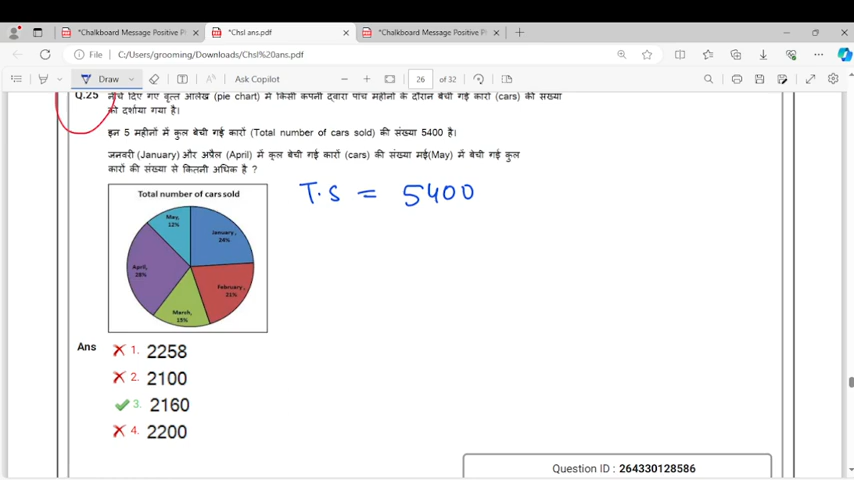 *Chalkboard Message Positive P
*Chsl ans.pdf
*Chalkboard Message Positive P
File
C:/Users/grooming/Downloads/Chsl%20ans.pdf
Draw
Ask Copilot
26 of 32
Q.25 नीचे दिए गए वृत्त आलेख (pie chart) में किसी कंपनी द्वारा पांच महीनों के दौरान बेची गई कारों (cars) की संख्या
को दर्शाया गया है।
इन 5 महीनों में कुल बेची गई कारों (Total number of cars sold) की संख्या 5400 है।
जनवरी (January) और अप्रैल (April) में कुल बेची गई कारों (cars) की संख्या मई(May) में बेची गई कुल
कारों की संख्या से कितनी अधिक है ?
T.S = 5400
Total number of cars sold
May,
12%
January,
24%
April,
28%
February,
21%
March,
15%
Ans
1. 2258
2. 2100
3. 2160
4. 2200
Question ID : 264330128586